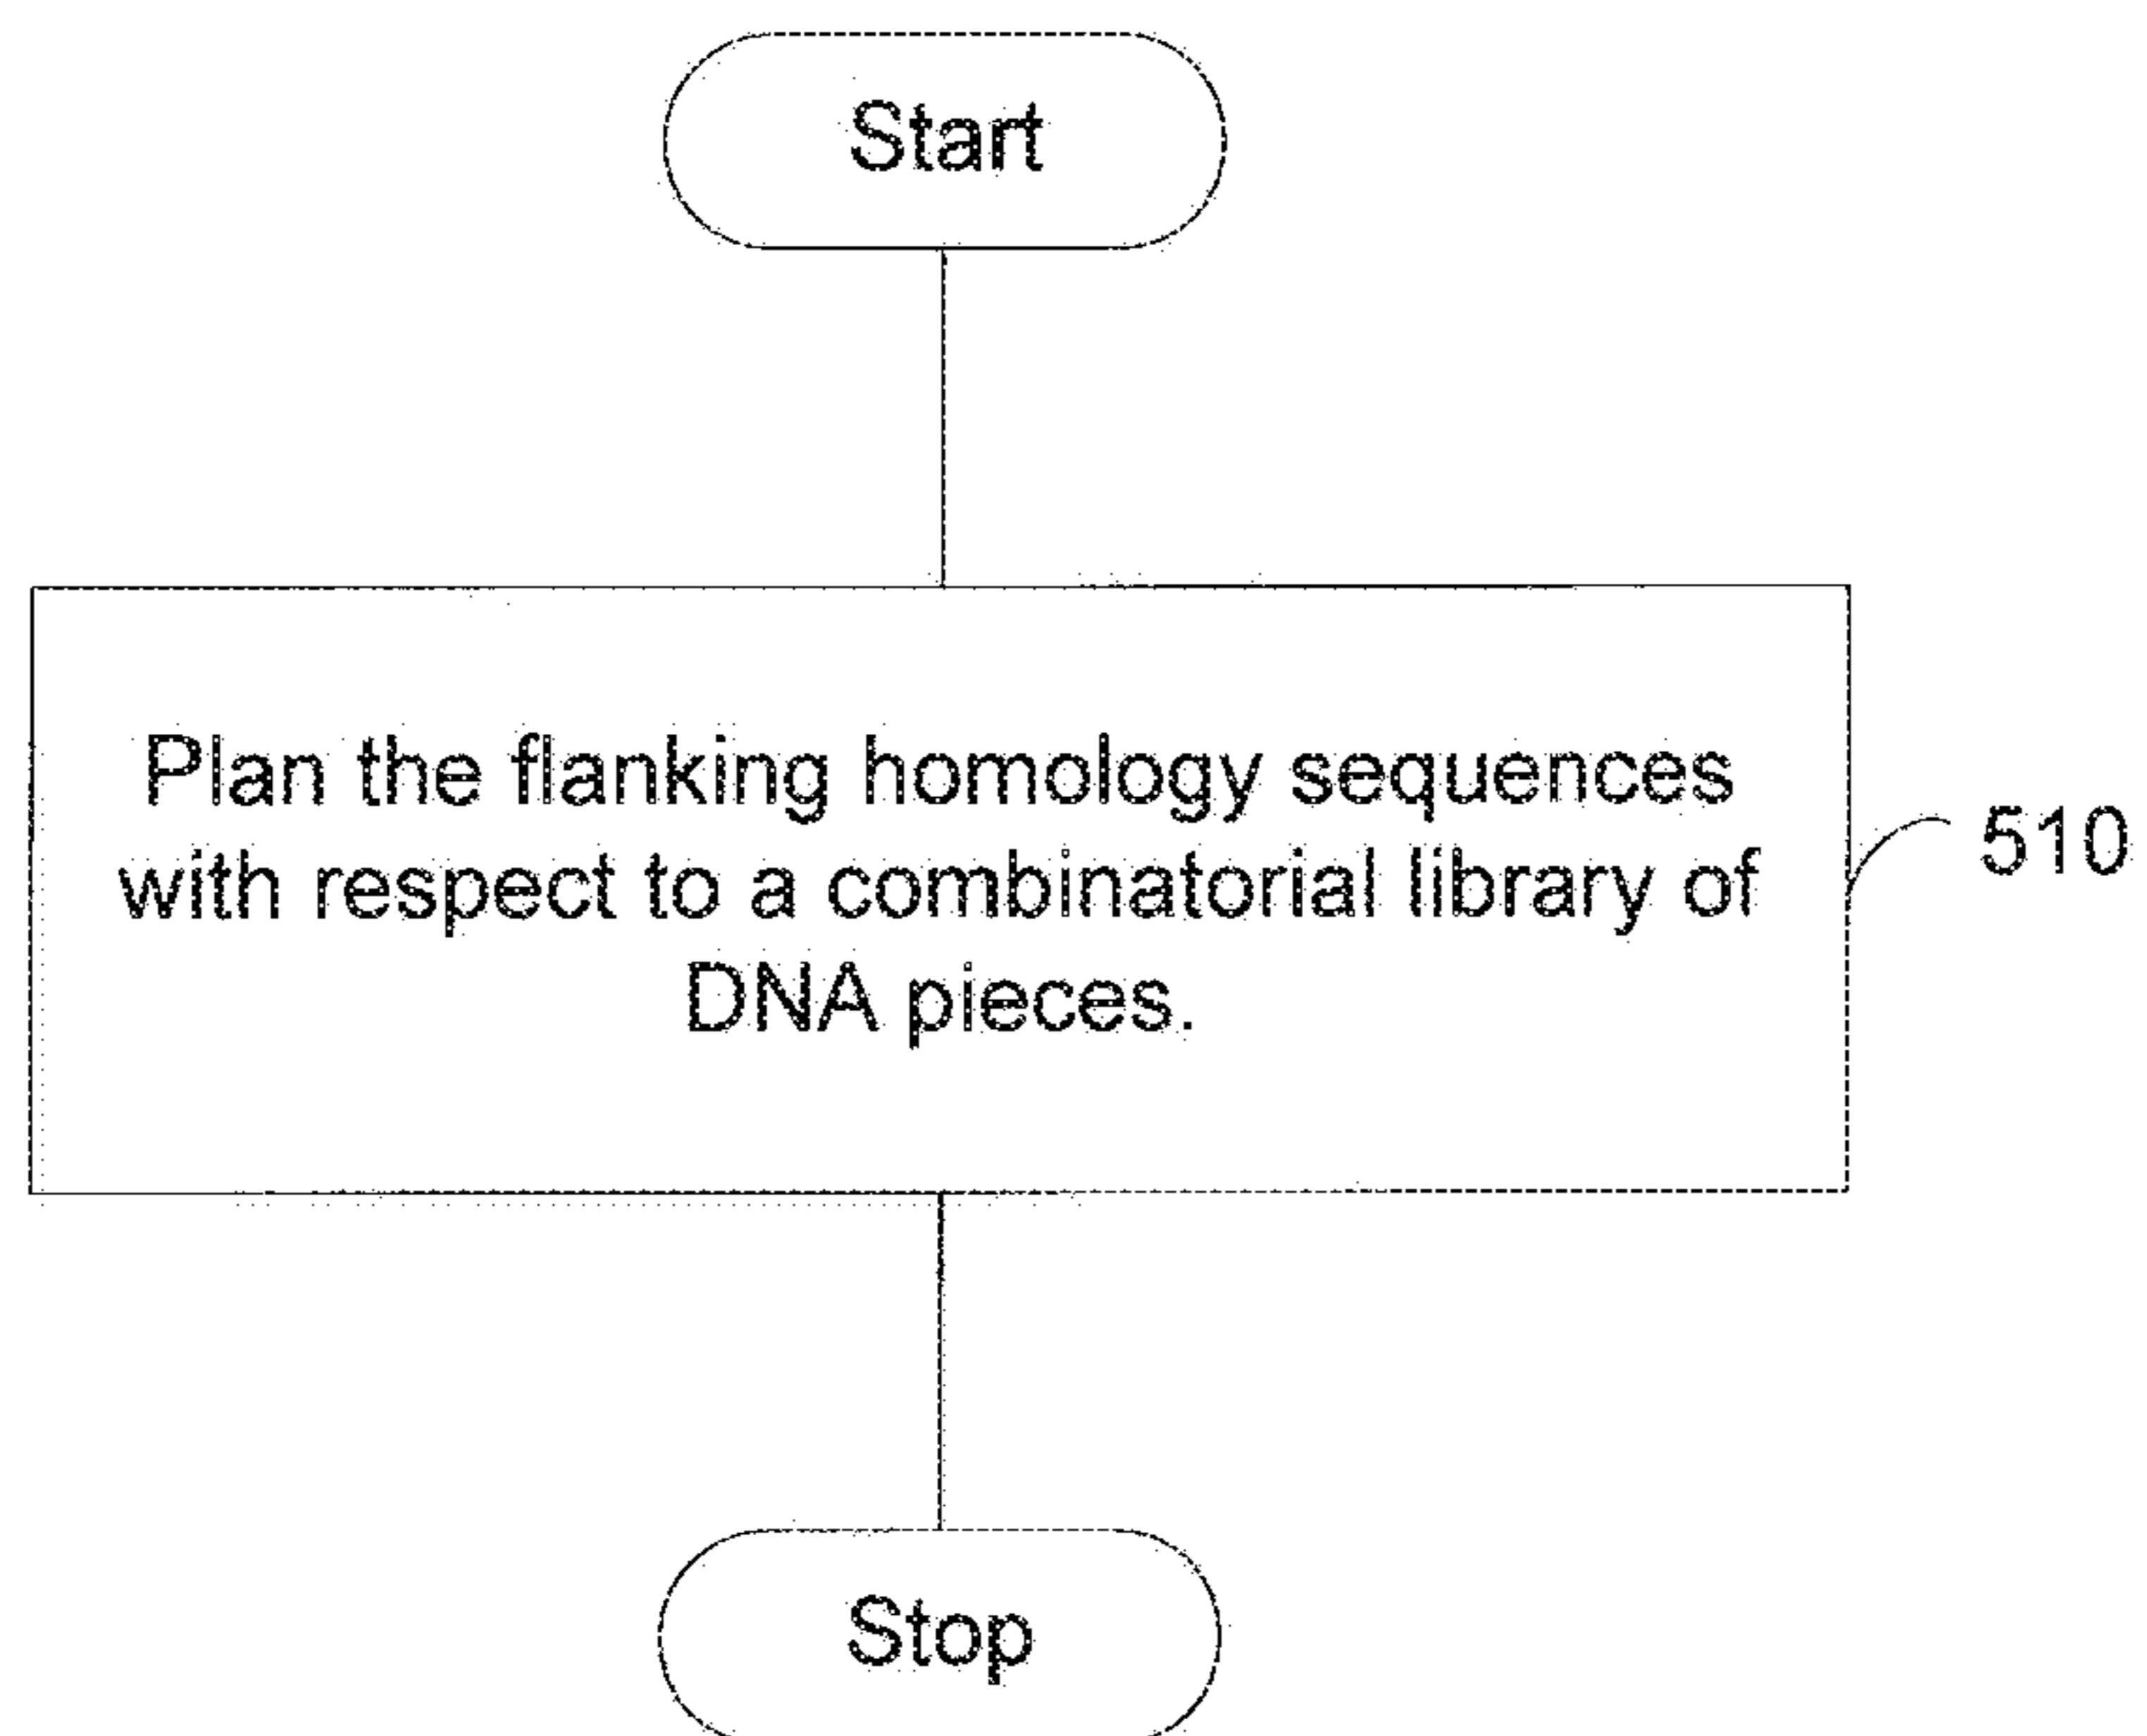 Start
Plan the flanking homology sequences
with respect to a combinatorial library of
DNA pieces.
510
Stop